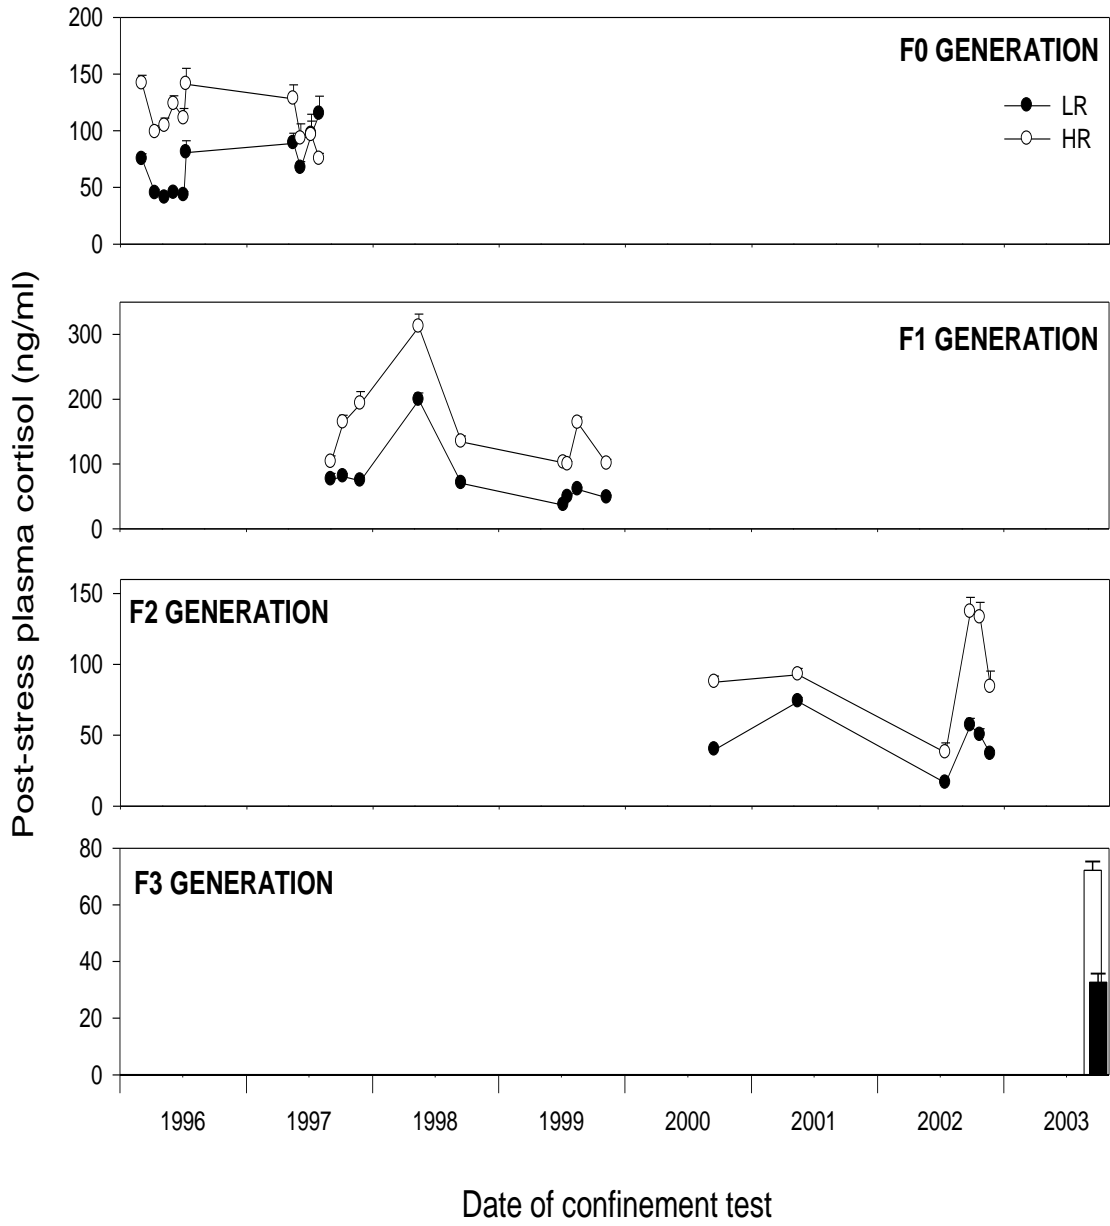 Post-stress plasma cortisol (ng/ml)
200
150
100
50
0
F0 GENERATION
LR
HR
300
200
100
0
F1 GENERATION
150
100
50
0
F2 GENERATION
80
60
40
20
0
F3 GENERATION
1996 1997 1998 1999 2000 2001 2002 2003
Date of confinement test